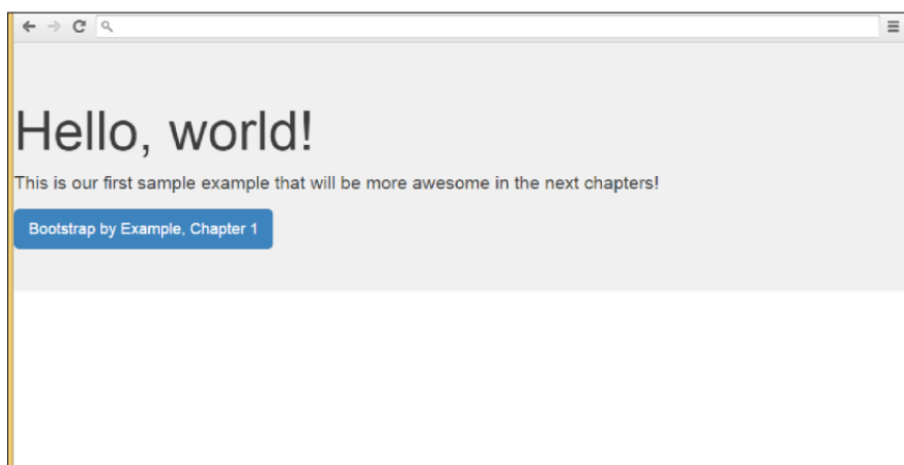 Hello, world!
This is our first sample example that will be more awesome in the next chapters!
Bootstrap by Example, Chapter 1